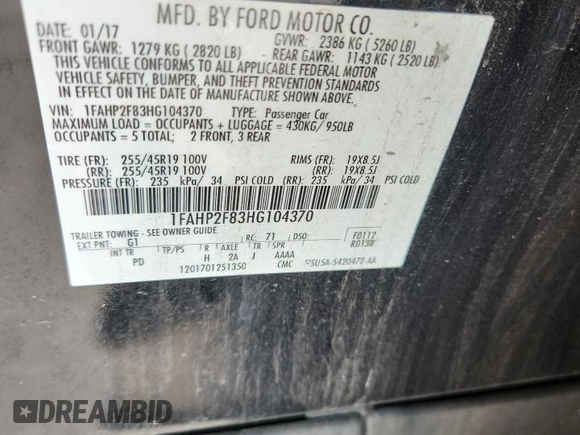 MFD. BY FORD MOTOR CO.
DATE: 01/17 GVWR: 2386 KG (5260 LB)
FRONT GAWR: 1279 KG (2820 LB) REAR GAWR: 1143 KG (2520 LB)
THIS VEHICLE CONFORMS TO ALL APPLICABLE FEDERAL MOTOR
VEHICLE SAFETY, BUMPER, AND THEFT PREVENTION STANDARDS
IN EFFECT ON THE DATE OF MANUFACTURE SHOWN ABOVE.
VIN: 1FAHP2F83HG104370 TYPE: Passenger Car
MAXIMUM LOAD = OCCUPANTS + LUGGAGE = 430KG/950LB
OCCUPANTS = 5 TOTAL; 2 FRONT, 3 REAR
TIRE (FR): 255/45R19 100V RIMS (FR): 19X8.5J
(RR): 255/45R19 100V (RR): 19X8.5J
PRESSURE (FR): 235 kPa/ 34 PSI COLD (RR): 235 kPa/ 34 PSI COLD
1FAHP2F83HG104370
TRAILER TOWING - SEE OWNER GUIDE
EXT PNT: G1 RC: 71 DSO: F0112
R0138
INT TR TP/PS R AXLE TR SPR
PD H 2A J AAAA
1201701251350 CMC 5U5A-5420472-AA
DREAMBID